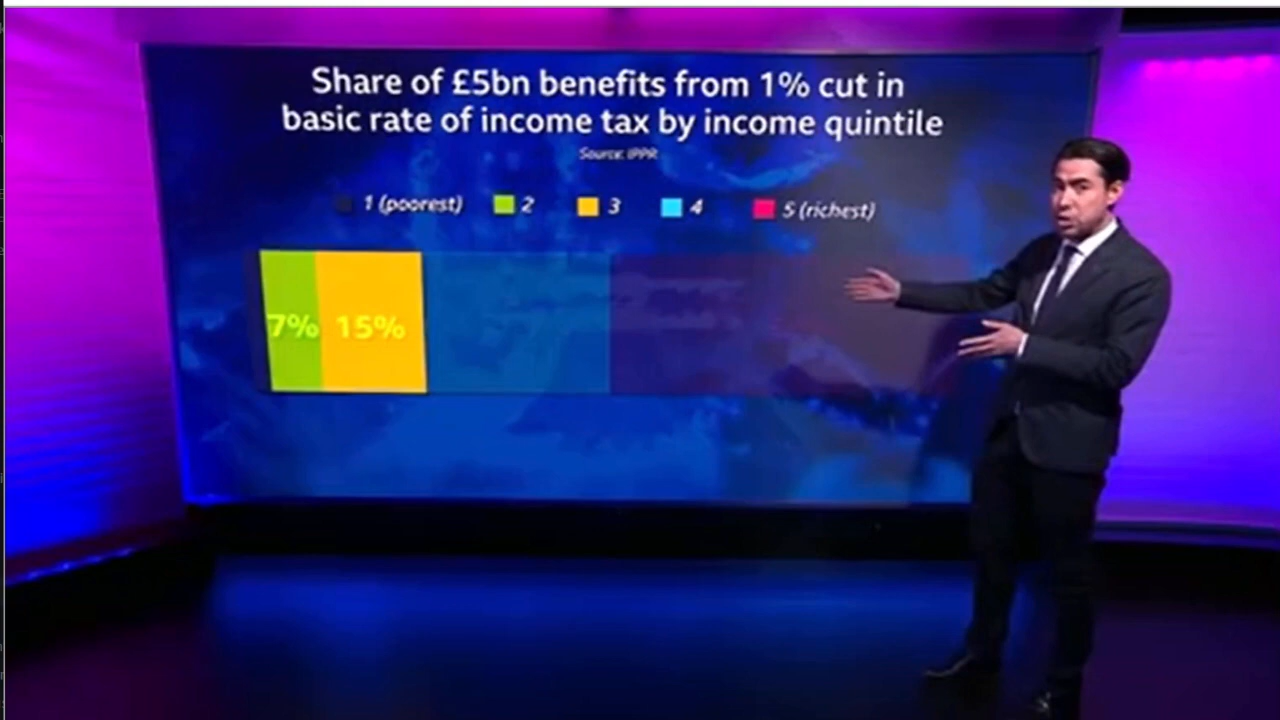 Share of £5bn benefits from 1% cut in
basic rate of income tax by income quintile
Source: IPPR
1 (poorest) 2 3 4 5 (richest)
7% 15%